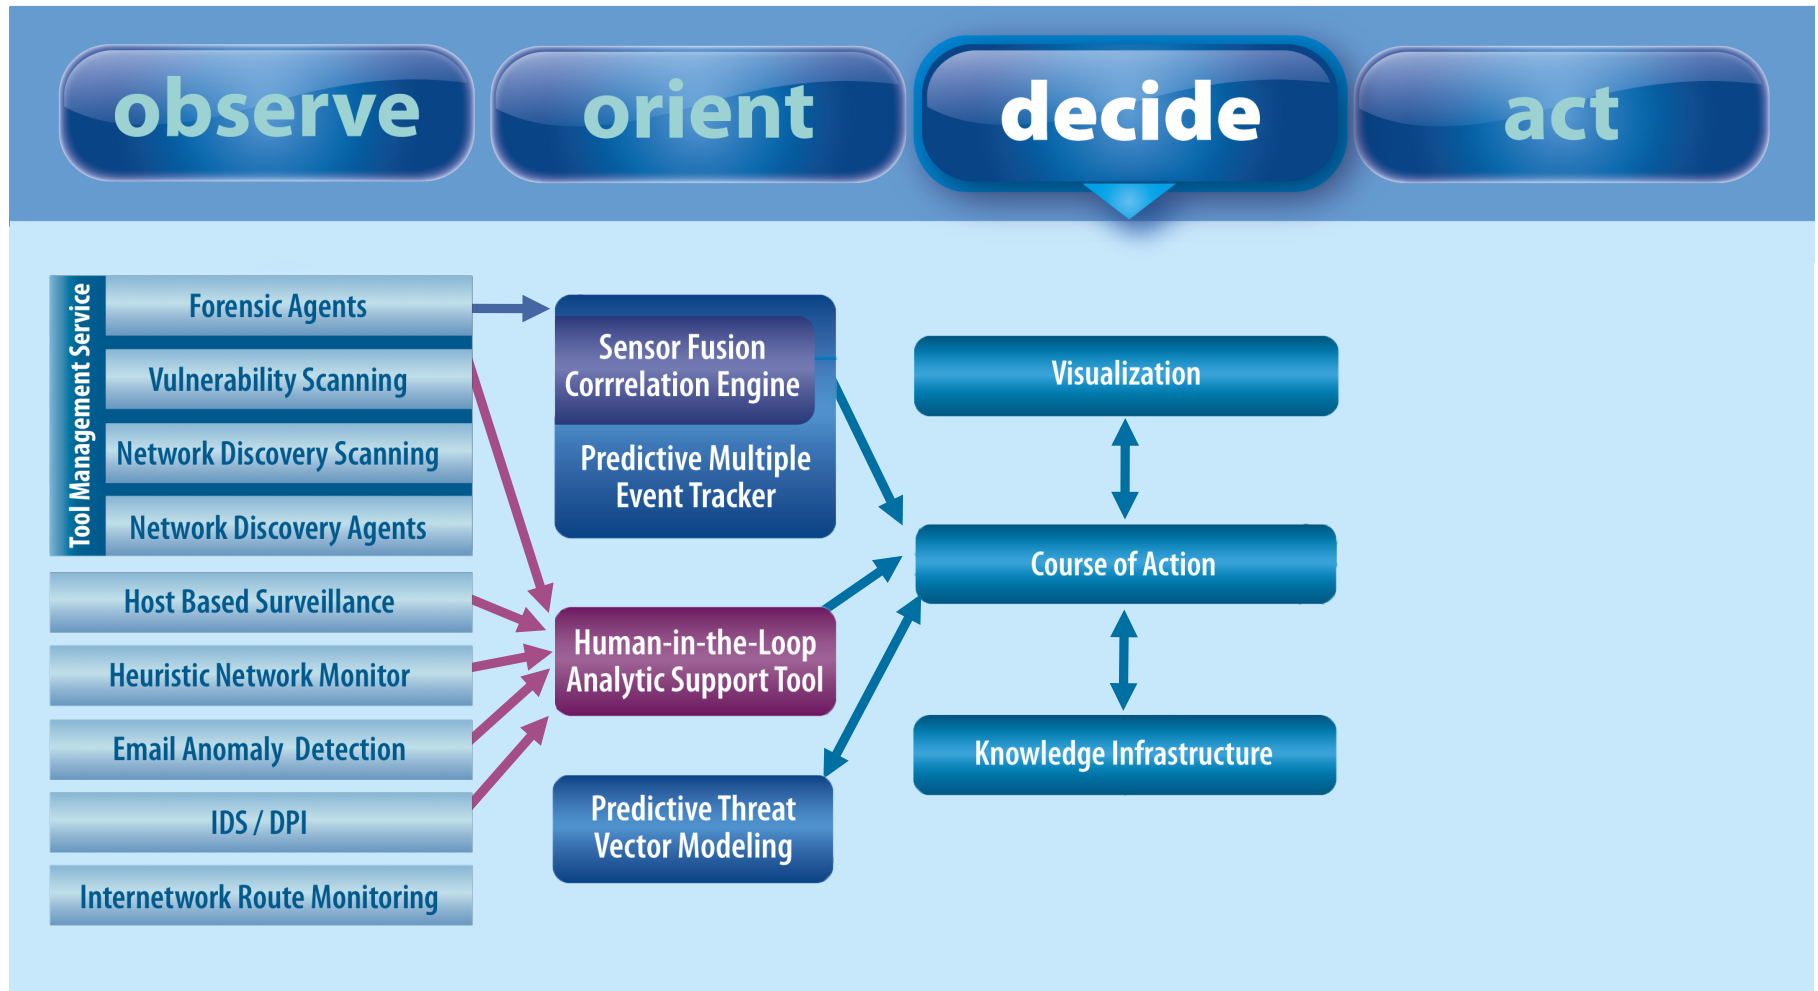 observe
orient
decide
act
Tool Management Service
Forensic Agents
Vulnerability Scanning
Network Discovery Scanning
Network Discovery Agents
Host Based Surveillance
Heuristic Network Monitor
Email Anomaly Detection
IDS / DPI
Internetwork Route Monitoring
Sensor Fusion
Corrrelation Engine
Predictive Multiple
Event Tracker
Human-in-the-Loop
Analytic Support Tool
Predictive Threat
Vector Modeling
Visualization
Course of Action
Knowledge Infrastructure